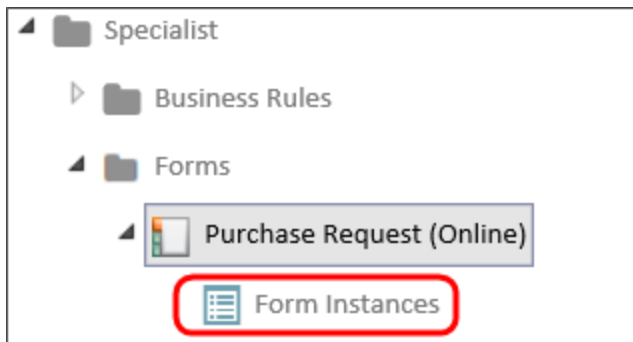 Specialist
Business Rules
Forms
Purchase Request (Online)
Form Instances